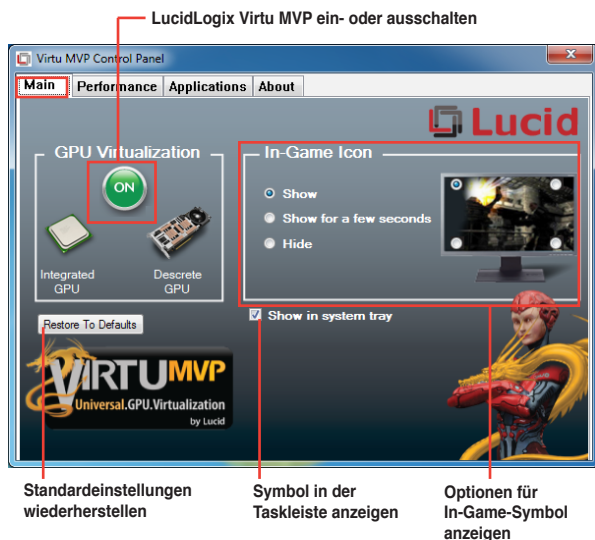 LucidLogix Virtu MVP ein- oder ausschalten
Virtu MVP Control Panel
Main Performance Applications About
Lucid
GPU Virtualization
ON
Integrated
GPU
Descrete
GPU
In-Game Icon
Show
Show for a few seconds
Hide
Restore To Defaults
Show in system tray
VIRTU MVP
Universal.GPU.Virtualization
by Lucid
Standardeinstellungen
wiederherstellen
Symbol in der
Taskleiste anzeigen
Optionen für
In-Game-Symbol
anzeigen